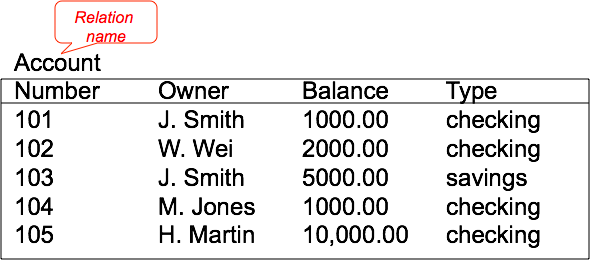 Relation
name
Account
Number Owner Balance Type
101 J. Smith 1000.00 checking
102 W. Wei 2000.00 checking
103 J. Smith 5000.00 savings
104 M. Jones 1000.00 checking
105 H. Martin 10,000.00 checking